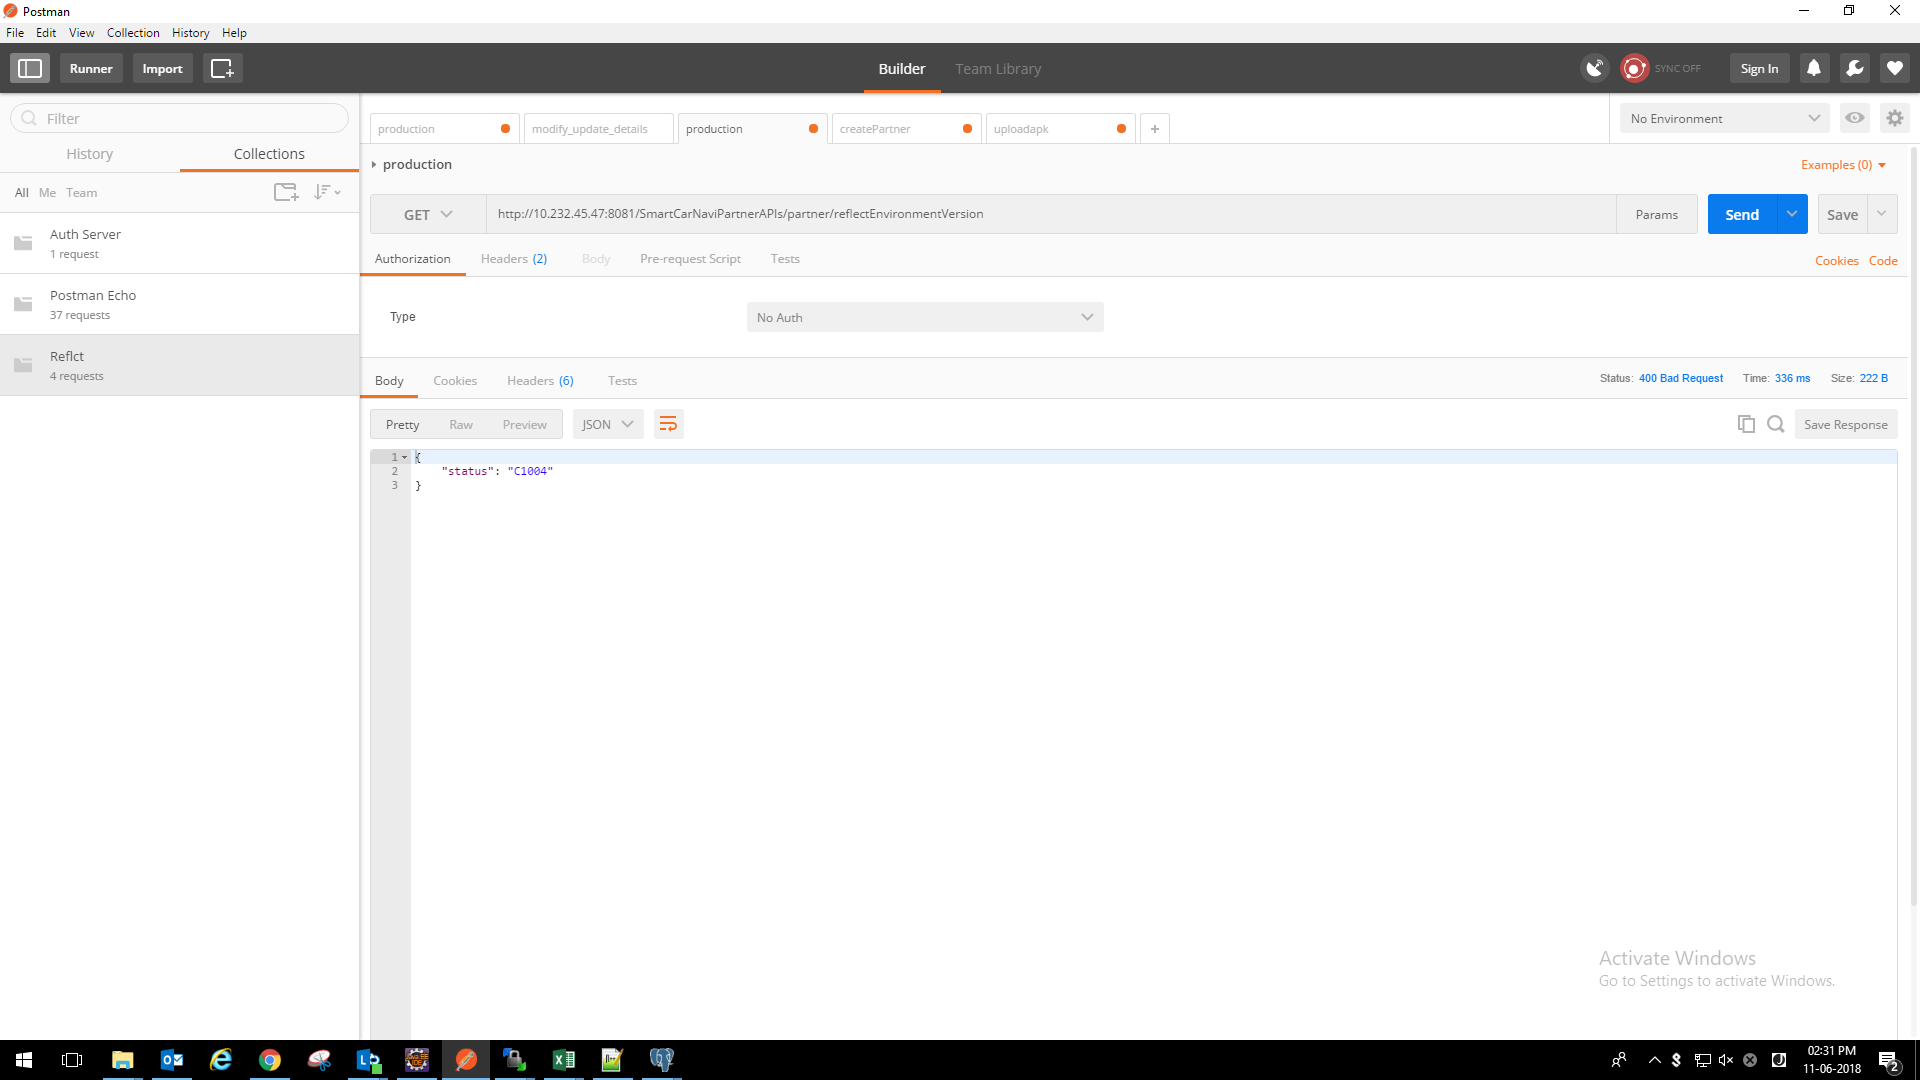 Postman
File Edit View Collection History Help
Runner Import Builder Team Library SYNC OFF Sign In
Filter
History Collections
All Me Team
Auth Server
1 request
Postman Echo
37 requests
Reflct
4 requests
production modify_update_details production createPartner uploadapk + No Environment
production Examples (0)
GET http://10.232.45.47:8081/SmartCarNaviPartnerAPIs/partner/reflectEnvironmentVersion Params Send Save
Authorization Headers (2) Body Pre-request Script Tests Cookies Code
Type No Auth
Body Cookies Headers (6) Tests Status: 400 Bad Request Time: 336 ms Size: 222 B
Pretty Raw Preview JSON Save Response
1 {
2 "status": "C1004"
3 }
Activate Windows
Go to Settings to activate Windows.
02:31 PM
11-06-2018
2